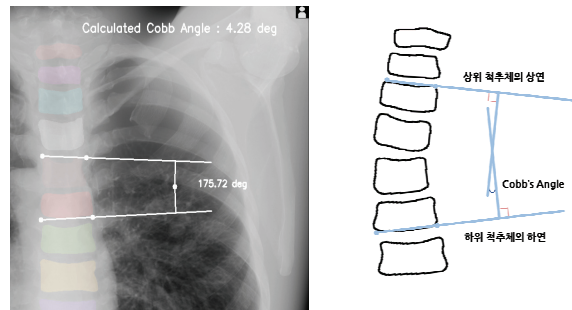 Calculated Cobb Angle : 4.28 deg
175.72 deg
상위 척추체의 상연
Cobb's Angle
하위 척추체의 하연